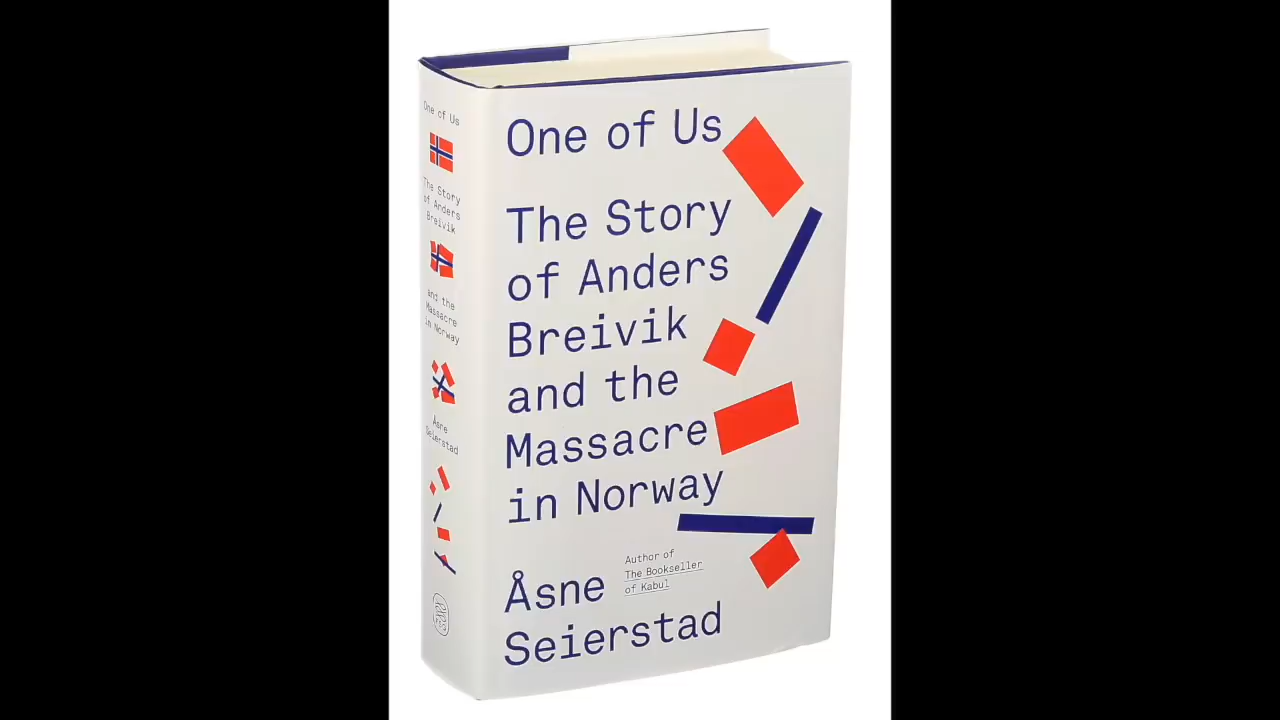 One of Us
The Story
of Anders
Breivik
and the
Massacre
in Norway
Author of
The Bookseller
of Kabul
Åsne
Seierstad
One of Us
The Story
of Anders
Breivik
and the
Massacre
in Norway
Åsne
Seierstad